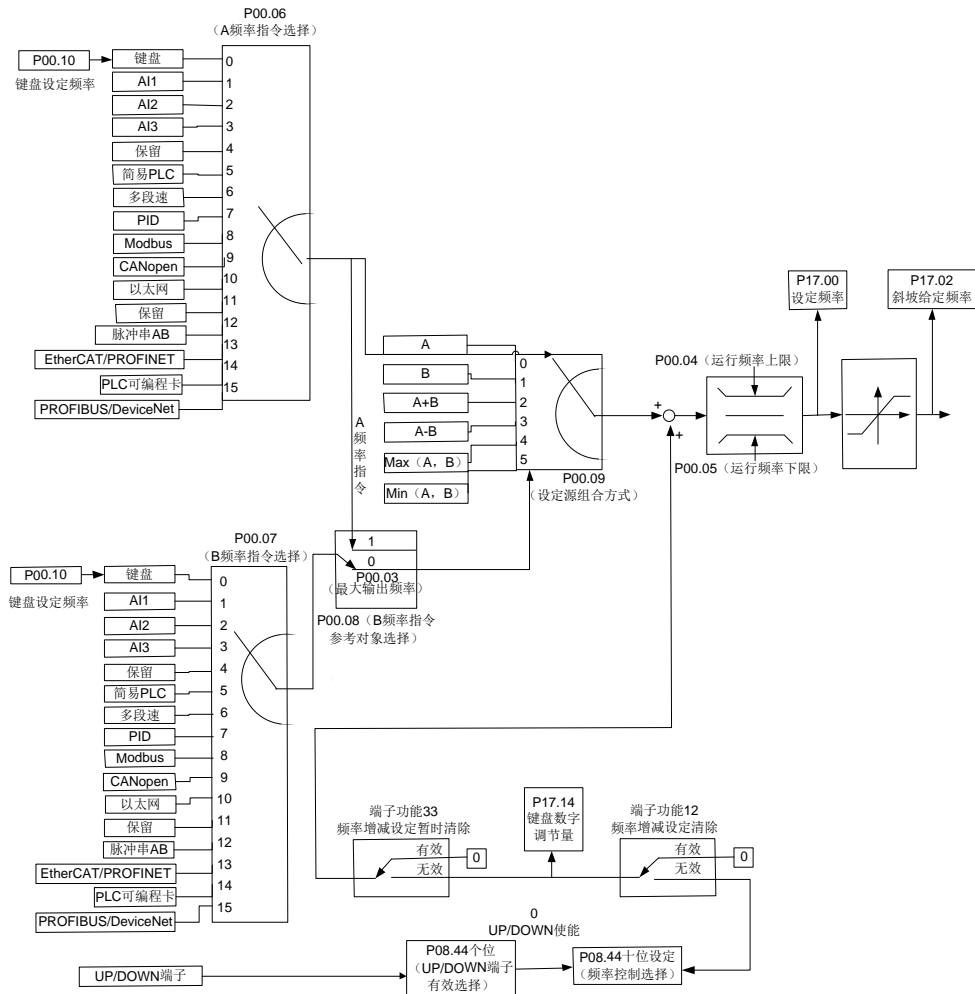 P00.06
（A频率指令选择）
P00.10
键盘设定频率
键盘
0
AI1
1
AI2
2
AI3
3
保留
4
简易PLC
5
多段速
6
PID
7
Modbus
8
CANopen
9
以太网
10
保留
11
脉冲串AB
12
EtherCAT/PROFINET
13
PLC可编程卡
14
PROFIBUS/DeviceNet
15
A频率指令
A
0
B
1
A+B
2
A-B
3
Max（A，B）
4
Min（A，B）
5
P00.09
（设定源组合方式）
+
+
P00.04（运行频率上限）
P00.05（运行频率下限）
P17.00
设定频率
P17.02
斜坡给定频率
P00.07
（B频率指令选择）
P00.10
键盘设定频率
键盘
0
AI1
1
AI2
2
AI3
3
保留
4
简易PLC
5
多段速
6
PID
7
Modbus
8
CANopen
9
以太网
10
保留
11
脉冲串AB
12
EtherCAT/PROFINET
13
PLC可编程卡
14
PROFIBUS/DeviceNet
15
1
0
P00.03
（最大输出频率）
P00.08（B频率指令
参考对象选择）
端子功能33
频率增减设定暂时清除
有效
无效
0
P17.14
键盘数字
调节量
端子功能12
频率增减设定清除
有效
无效
0
0
UP/DOWN使能
UP/DOWN端子
P08.44个位
（UP/DOWN端子
有效选择）
P08.44十位设定
（频率控制选择）